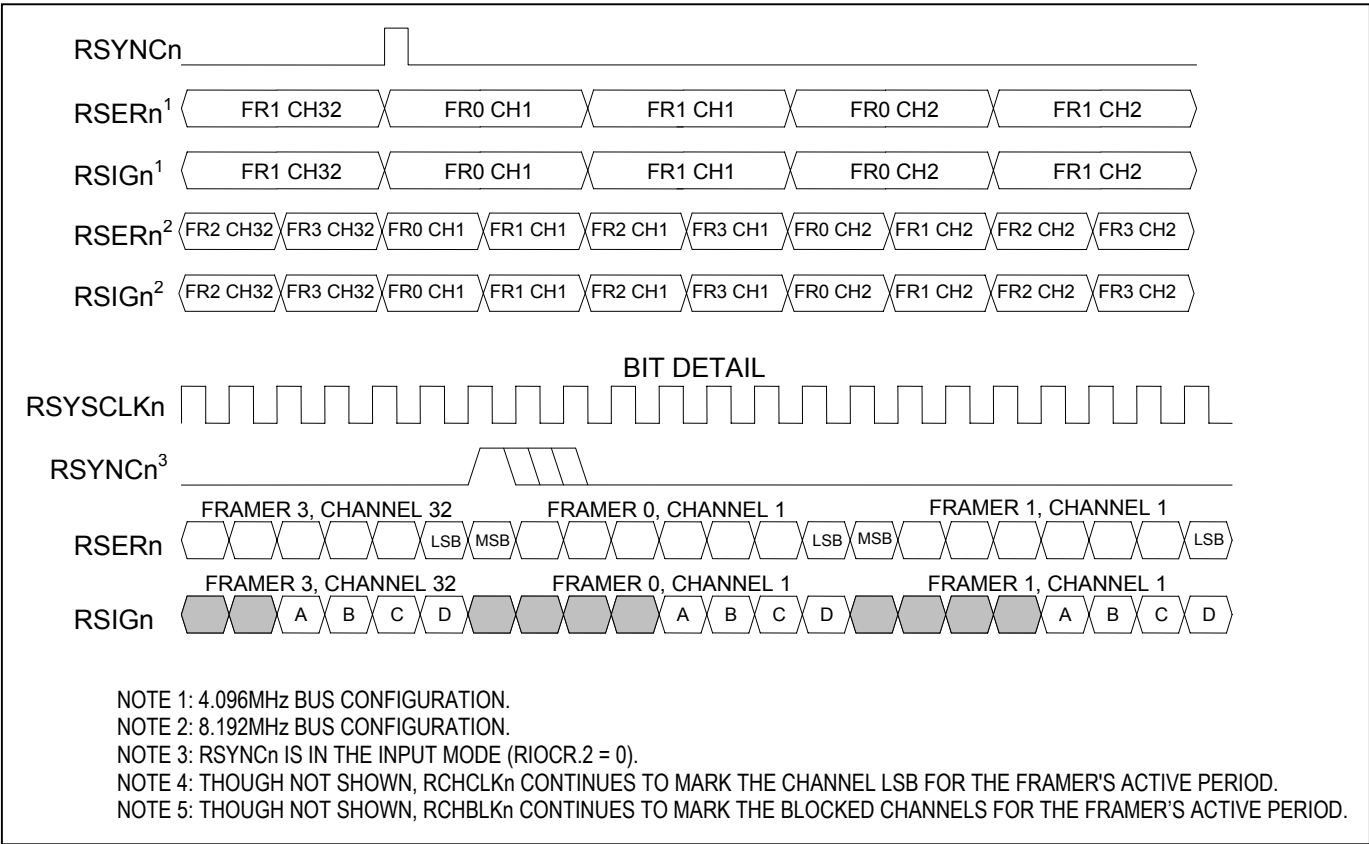 RSYNCn
RSERn1 FR1 CH32 FR0 CH1 FR1 CH1 FR0 CH2 FR1 CH2
RSIGn1 FR1 CH32 FR0 CH1 FR1 CH1 FR0 CH2 FR1 CH2
RSERn2 FR2 CH32 FR3 CH32 FR0 CH1 FR1 CH1 FR2 CH1 FR3 CH1 FR0 CH2 FR1 CH2 FR2 CH2 FR3 CH2
RSIGn2 FR2 CH32 FR3 CH32 FR0 CH1 FR1 CH1 FR2 CH1 FR3 CH1 FR0 CH2 FR1 CH2 FR2 CH2 FR3 CH2
BIT DETAIL
RSYSCLKn
RSYNCn3
FRAMER 3, CHANNEL 32 FRAMER 0, CHANNEL 1 FRAMER 1, CHANNEL 1
RSERn LSB MSB LSB MSB LSB
FRAMER 3, CHANNEL 32 FRAMER 0, CHANNEL 1 FRAMER 1, CHANNEL 1
RSIGn A B C D A B C D A B C D
NOTE 1: 4.096MHz BUS CONFIGURATION.
NOTE 2: 8.192MHz BUS CONFIGURATION.
NOTE 3: RSYNCn IS IN THE INPUT MODE (RIOCR.2 = 0).
NOTE 4: THOUGH NOT SHOWN, RCHCLKn CONTINUES TO MARK THE CHANNEL LSB FOR THE FRAMER'S ACTIVE PERIOD.
NOTE 5: THOUGH NOT SHOWN, RCHBLKn CONTINUES TO MARK THE BLOCKED CHANNELS FOR THE FRAMER’S ACTIVE PERIOD.